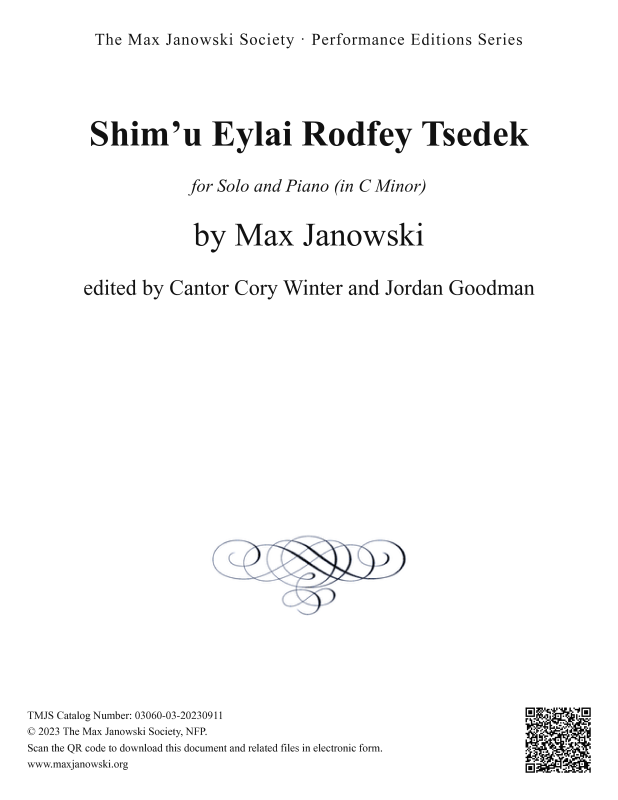 The Max Janowski Society · Performance Editions Series
Shim’u Eylai Rodfey Tsedek
for Solo and Piano (in C Minor)
by Max Janowski
edited by Cantor Cory Winter and Jordan Goodman
TMJS Catalog Number: 03060-03-20230911
© 2023 The Max Janowski Society, NFP.
Scan the QR code to download this document and related files in electronic form.
www.maxjanowski.org